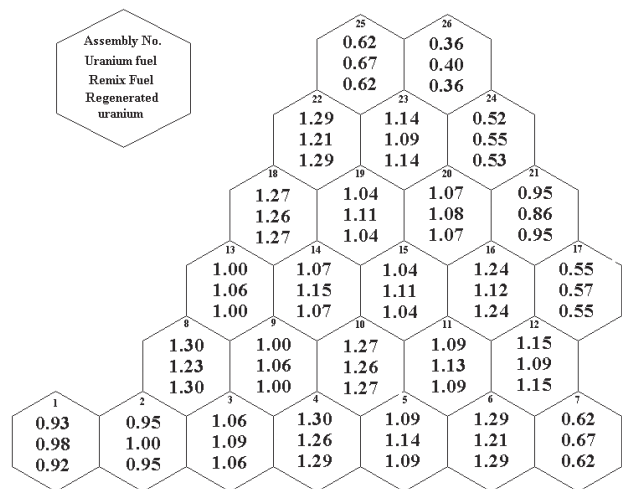 Assembly No.
Uranium fuel
Remix Fuel
Regenerated
uranium
25 26
0.62 0.36
0.67 0.40
0.62 0.36
22 23 24
1.29 1.14 0.52
1.21 1.09 0.55
1.29 1.14 0.53
18 19 20 21
1.27 1.04 1.07 0.95
1.26 1.11 1.08 0.86
1.27 1.04 1.07 0.95
13 14 15 16 17
1.00 1.07 1.04 1.24 0.55
1.06 1.15 1.11 1.12 0.57
1.00 1.07 1.04 1.24 0.55
8 9 10 11 12
1.30 1.00 1.27 1.09 1.15
1.23 1.06 1.26 1.13 1.09
1.30 1.00 1.27 1.09 1.15
1 2 3 4 5 6 7
0.93 0.95 1.06 1.30 1.09 1.29 0.62
0.98 1.00 1.09 1.26 1.14 1.21 0.67
0.92 0.95 1.06 1.29 1.09 1.29 0.62